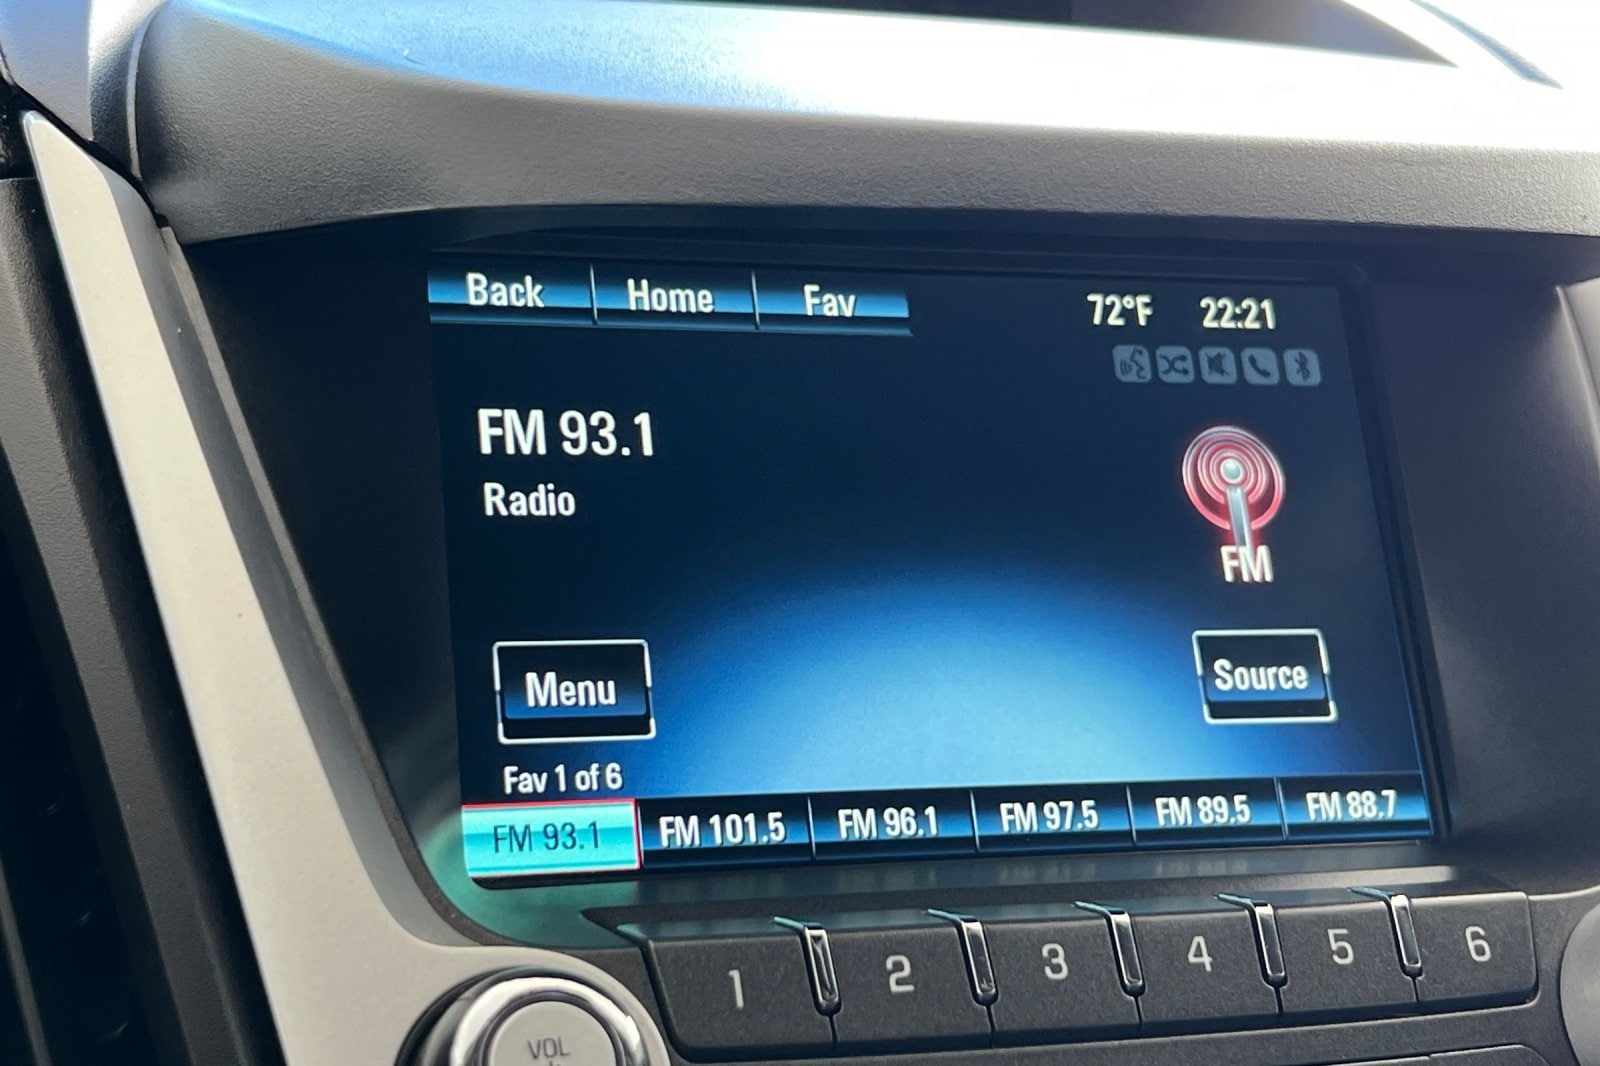 Back Home Fav 72°F 22:21
FM 93.1
Radio
FM
Menu Source
Fav 1 of 6
FM 93.1 FM 101.5 FM 96.1 FM 97.5 FM 89.5 FM 88.7
1 2 3 4 5 6
VOL